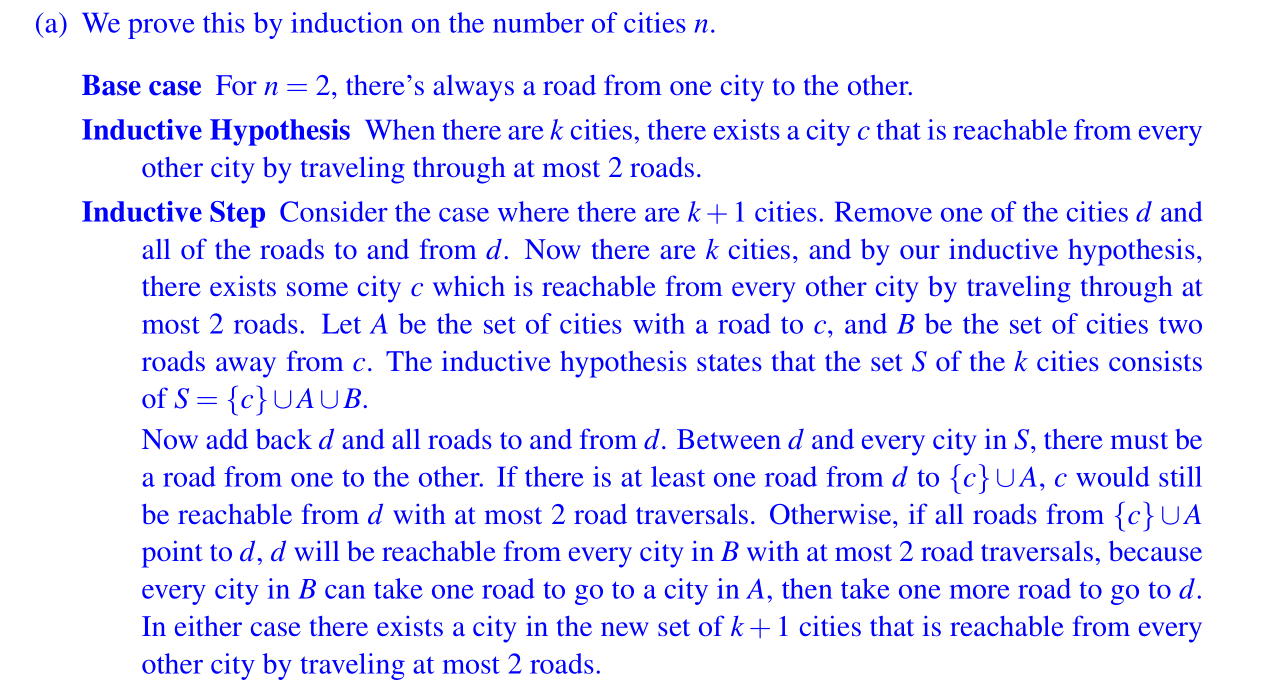 (a) We prove this by induction on the number of cities n.
Base case For n = 2, there's always a road from one city to the other.
Inductive Hypothesis When there are k cities, there exists a city c that is reachable from every
other city by traveling through at most 2 roads.
Inductive Step Consider the case where there are k + 1 cities. Remove one of the cities d and
all of the roads to and from d. Now there are k cities, and by our inductive hypothesis,
there exists some city c which is reachable from every other city by traveling through at
most 2 roads. Let A be the set of cities with a road to c, and B be the set of cities two
roads away from c. The inductive hypothesis states that the set S of the k cities consists
of S = {c} ∪ A ∪ B.
Now add back d and all roads to and from d. Between d and every city in S, there must be
a road from one to the other. If there is at least one road from d to {c} ∪ A, c would still
be reachable from d with at most 2 road traversals. Otherwise, if all roads from {c} ∪ A
point to d, d will be reachable from every city in B with at most 2 road traversals, because
every city in B can take one road to go to a city in A, then take one more road to go to d.
In either case there exists a city in the new set of k + 1 cities that is reachable from every
other city by traveling at most 2 roads.